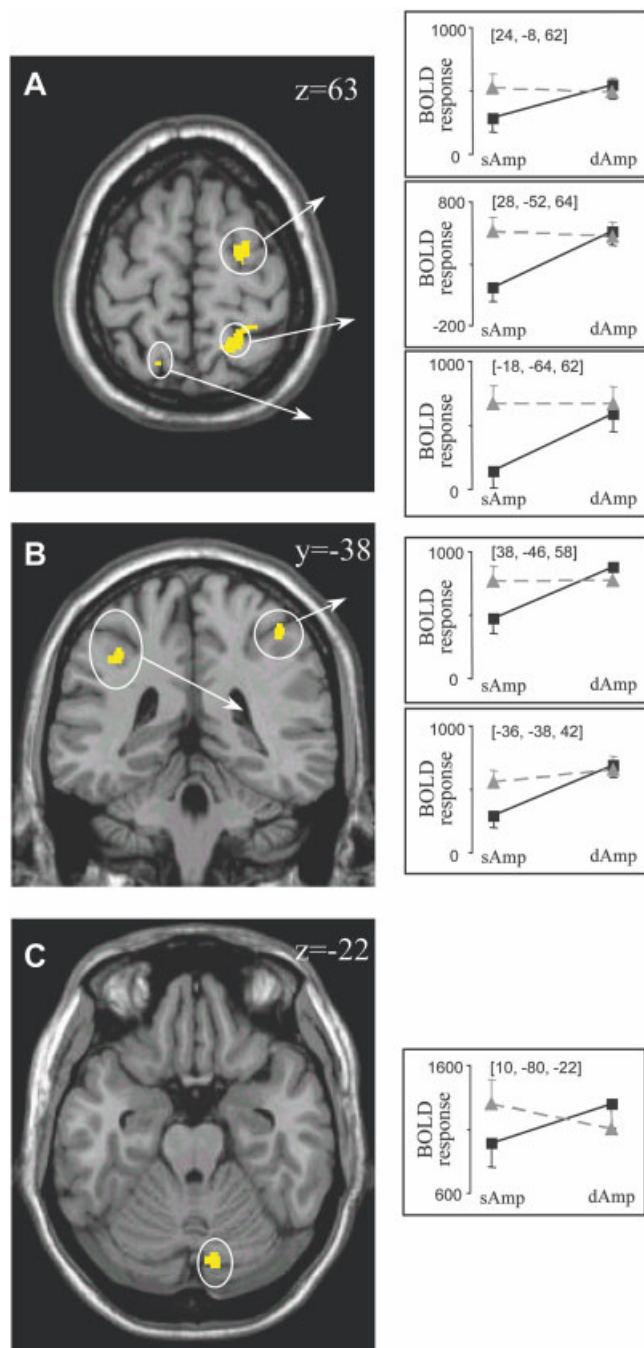 A
z=63
1000
[24, -8, 62]
BOLD
response
0
sAmp
dAmp
800
[28, -52, 64]
BOLD
response
-200
sAmp
dAmp
1000
[-18, -64, 62]
BOLD
response
0
sAmp
dAmp
B
y=-38
1000
[38, -46, 58]
BOLD
response
0
sAmp
dAmp
1000
[-36, -38, 42]
BOLD
response
0
sAmp
dAmp
C
z=-22
1600
[10, -80, -22]
BOLD
response
600
sAmp
dAmp